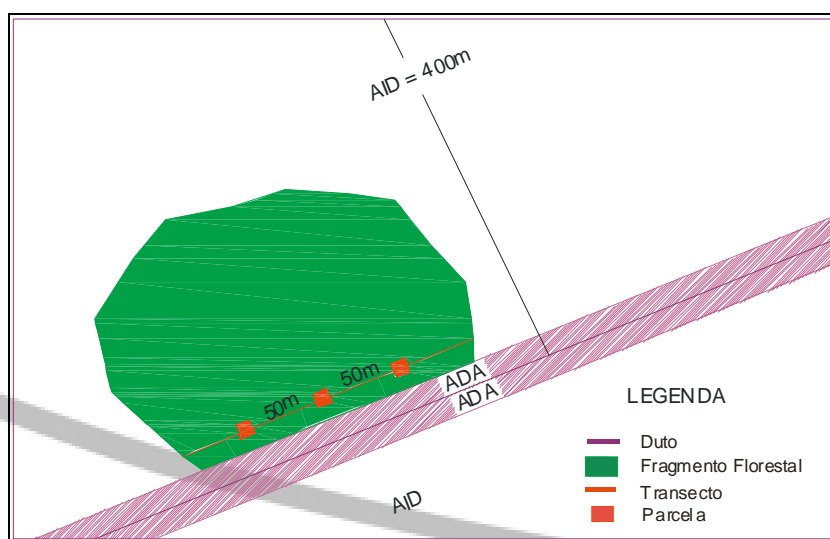 AID = 400m
50m
50m
ADA
ADA
AID
LEGENDA
Duto
Fragmento Florestal
Transecto
Parcela